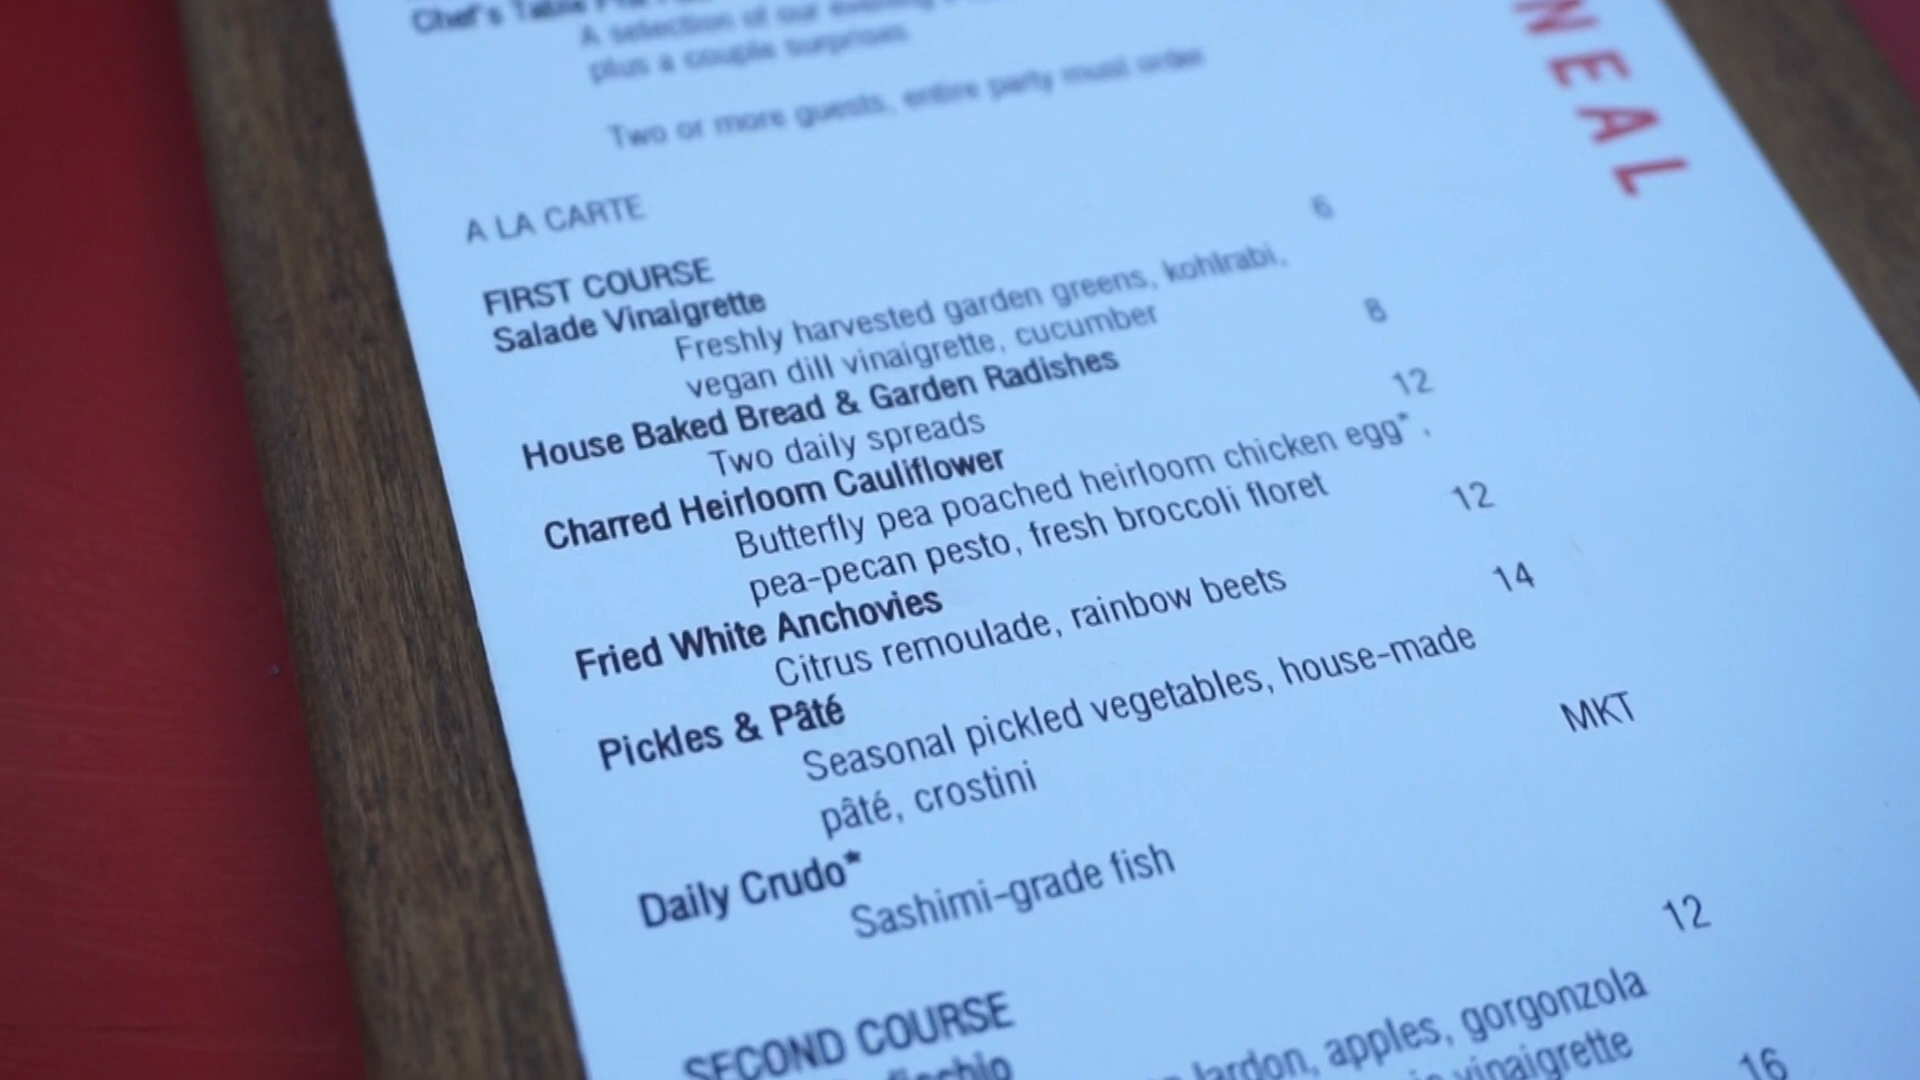 Chef's Table
A selection of our evening
plus a couple surprises
Two or more guests, entire party must order
NEAL
A LA CARTE
FIRST COURSE
Salade Vinaigrette 6
Freshly harvested garden greens, kohlrabi,
vegan dill vinaigrette, cucumber
House Baked Bread & Garden Radishes 8
Two daily spreads
Charred Heirloom Cauliflower 12
Butterfly pea poached heirloom chicken egg*,
pea-pecan pesto, fresh broccoli floret
Fried White Anchovies 12
Citrus remoulade, rainbow beets
Pickles & Pâté 14
Seasonal pickled vegetables, house-made
pâté, crostini
Daily Crudo* MKT
Sashimi-grade fish
SECOND COURSE
12
lardon, apples, gorgonzola
vinaigrette
16